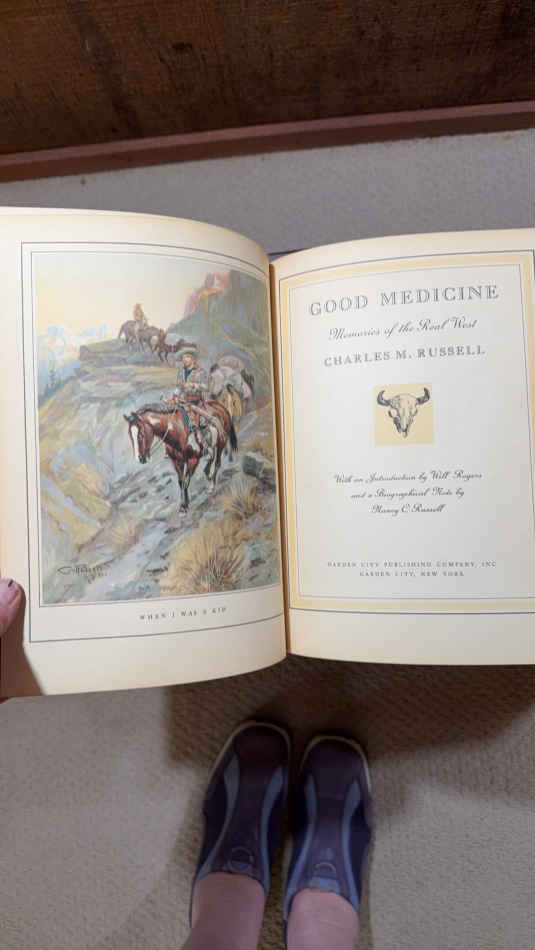 WHEN I WAS A KID
GOOD MEDICINE
Memories of the Real West
CHARLES M. RUSSELL
With an Introduction by Will Rogers
and a Biographical Note by
Nancy C. Russell
GARDEN CITY PUBLISHING COMPANY, INC
GARDEN CITY, NEW YORK